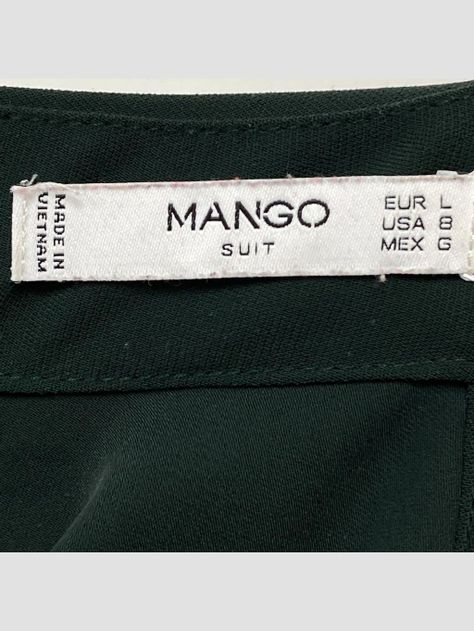 MADE IN
VIETNAM
MANGO
SUIT
EUR L
USA 8
MEX G